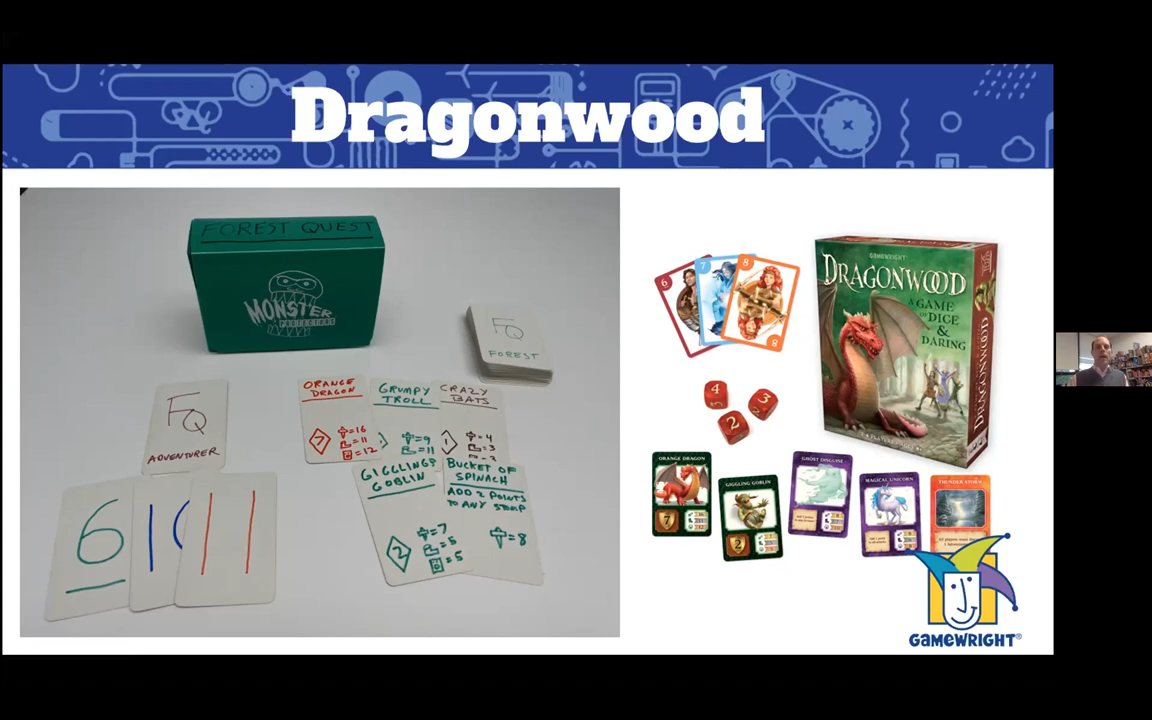 Dragonwood
FOREST QUEST
MONSTER
PROTECTORS
FQ
FOREST
FQ
ADVENTURER
ORANGE
DRAGON
7
=16
=11
=12
GRUMPY
TROLL
=9
=11
CRAZY
BATS
1
=4
=3
GIGGLING
GOBLIN
2
=7
=5
=5
BUCKET OF
SPINACH
ADD 2 POINTS
TO ANY STOMP
=8
6
10
11
6
7
8
8
GAMEWRIGHT
DRAGONWOOD
A GAME
OF DICE
& DARING
DRAGONWOOD
4
3
2
ORANGE DRAGON
7
GIGGLING GOBLIN
2
GHOST DISGUISE
MAGICAL UNICORN
THUNDER STORM
GAMEWRIGHT®